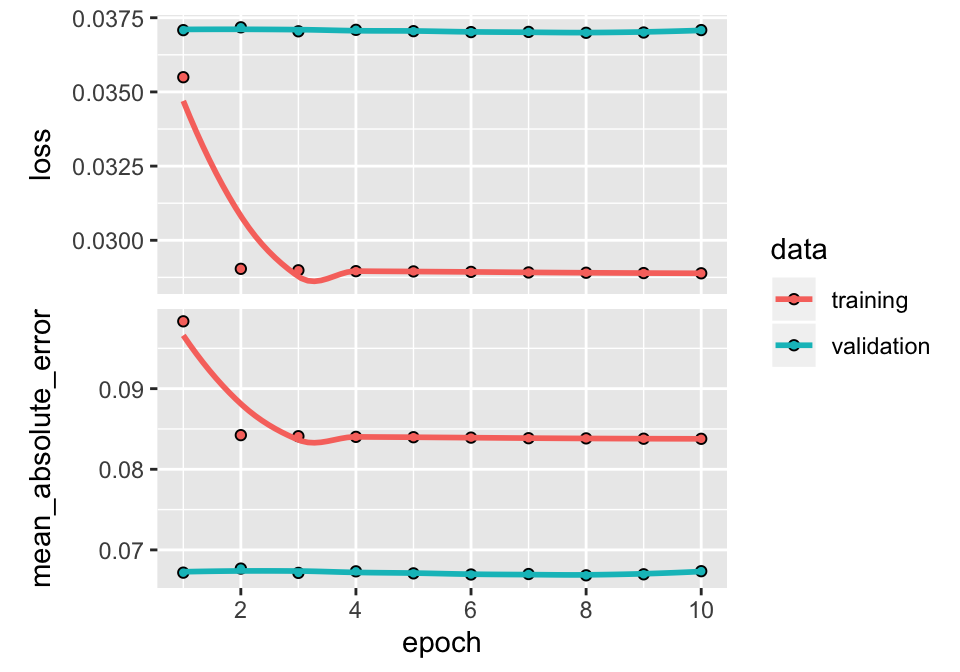 loss
0.0375
0.0350
0.0325
0.0300
mean_absolute_error
0.09
0.08
0.07
2 4 6 8 10
epoch
data
training
validation